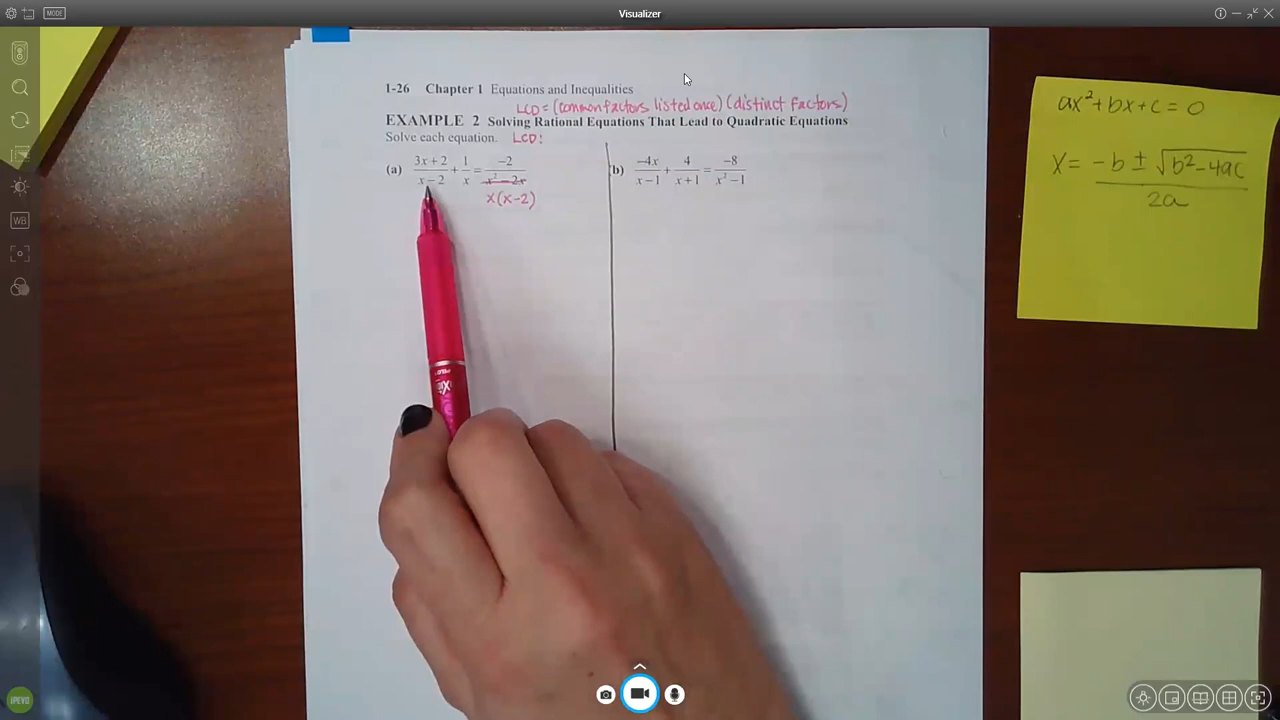 MODE
Visualizer
WB
1-26 Chapter 1 Equations and Inequalities
LCD = (common factors listed once) (distinct factors)
EXAMPLE 2 Solving Rational Equations That Lead to Quadratic Equations
Solve each equation. LCD:
(a) (3x + 2)/(x − 2) + 1/x = −2/(x² − 2x)
x(x−2)
(b) −4x/(x − 1) + 4/(x + 1) = −8/(x² − 1)
ax² + bx + c = 0
x = (−b ± √(b² − 4ac))/2a
IPEVO